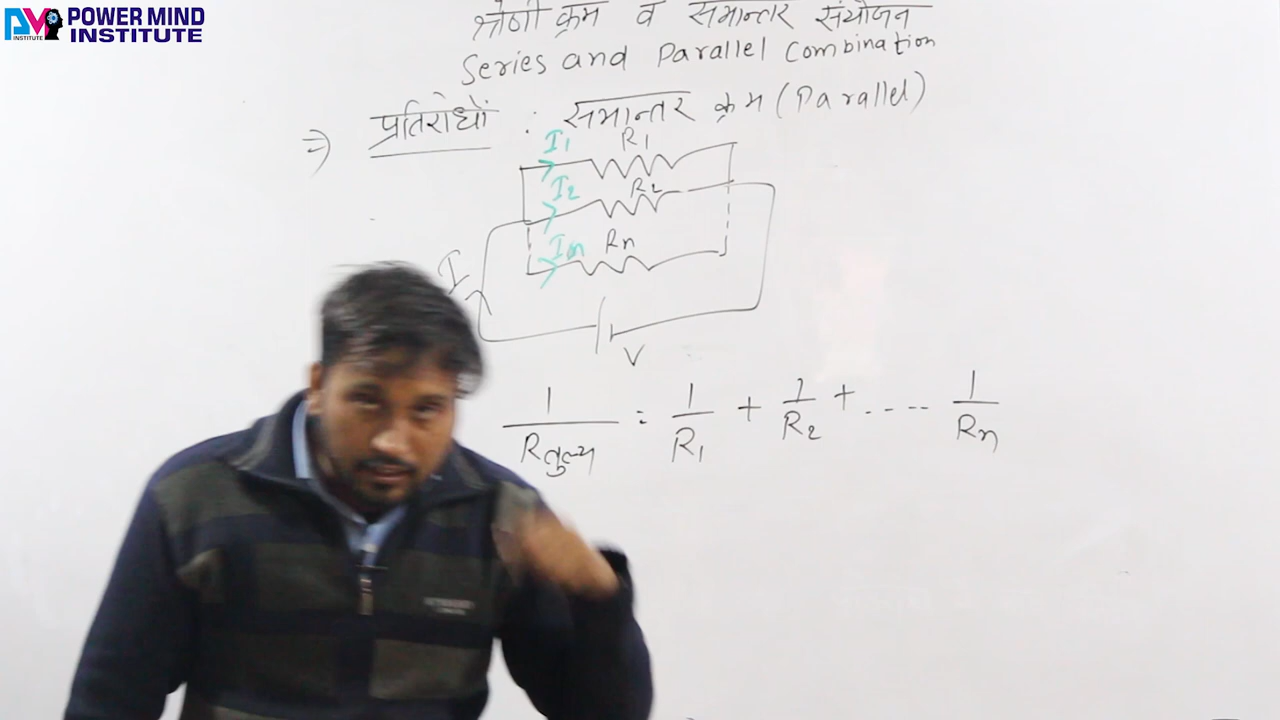 POWER MIND
INSTITUTE
INSTITUTE
श्रेणी क्रम व समान्तर संयोजन
Series and Parallel Combination
=) प्रतिरोधों : समान्तर क्रम (Parallel)
I1 R1
I2 R2
In Rn
I
V
1/Rतुल्य = 1/R1 + 1/R2 + .... 1/Rn